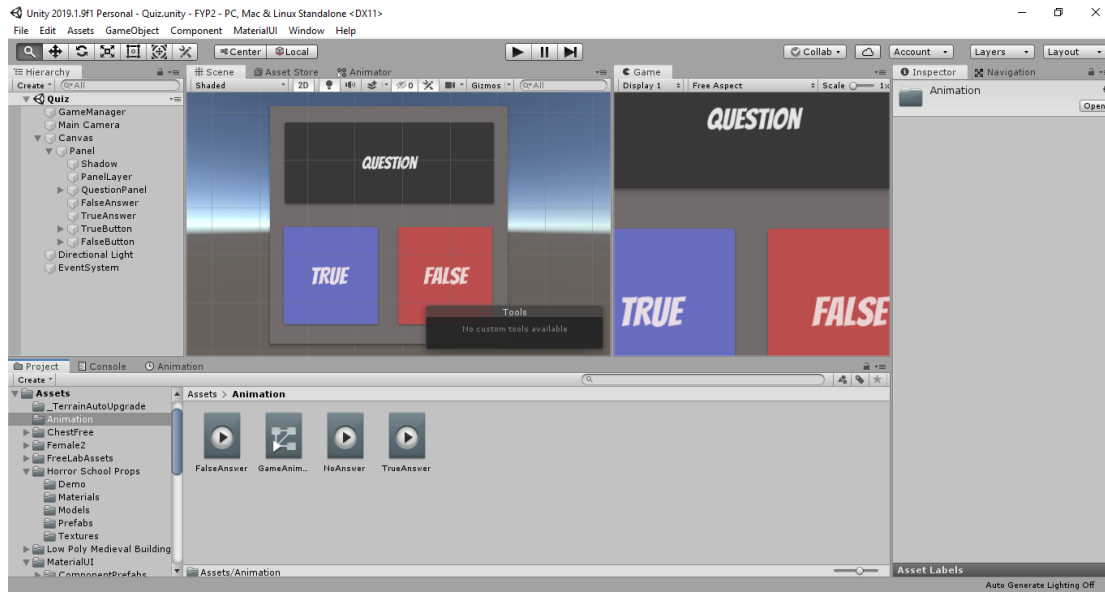 Unity 2019.1.9f1 Personal - Quiz.unity - FYP2 - PC, Mac & Linux Standalone <DX11>
File Edit Assets GameObject Component MaterialUI Window Help
Center Local Collab Account Layers Layout
Hierarchy
Create All
Quiz
GameManager
Main Camera
Canvas
Panel
Shadow
PanelLayer
QuestionPanel
FalseAnswer
TrueAnswer
TrueButton
FalseButton
Directional Light
EventSystem
Scene Asset Store Animator
Shaded 2D 0 Gizmos All
QUESTION
TRUE FALSE
Tools
No custom tools available
Game
Display 1 Free Aspect Scale 1x
QUESTION
TRUE FALSE
Inspector Navigation
Animation
Open
Project Console Animation
Create
Assets
_TerrainAutoUpgrade
Animation
ChestFree
Female2
FreeLabAssets
Horror School Props
Demo
Materials
Models
Prefabs
Textures
Low Poly Medieval Building
MaterialUI
ComponentPrefabs
Assets > Animation
FalseAnswer GameAnim... NoAnswer TrueAnswer
Assets/Animation
Asset Labels
Auto Generate Lighting Off